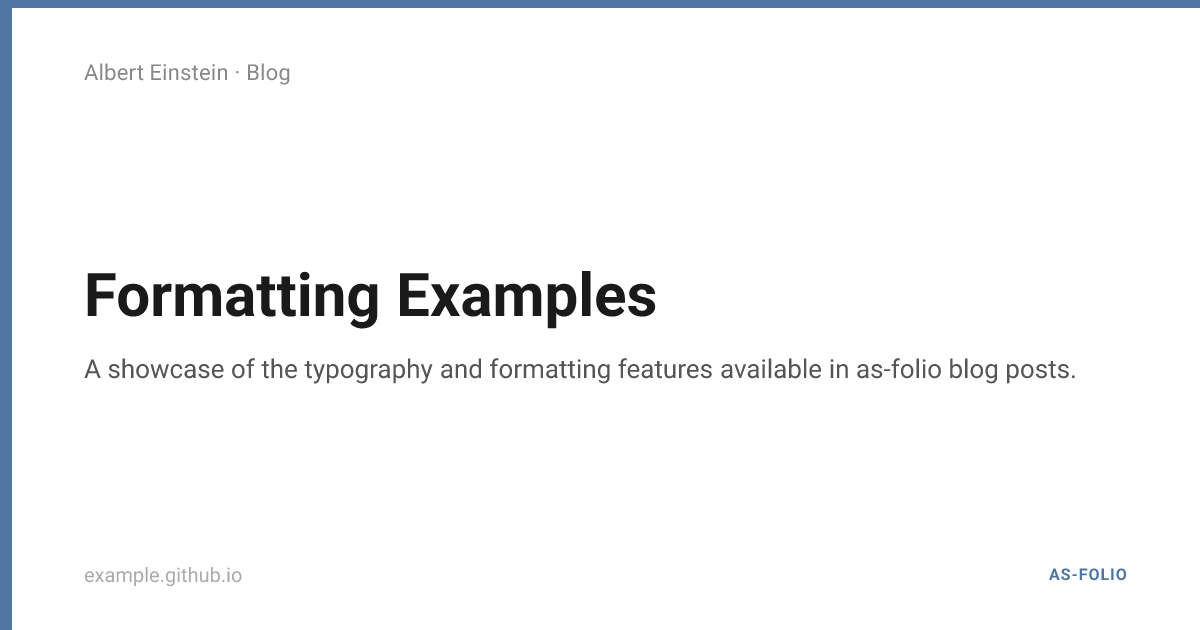 Albert Einstein · Blog
Formatting Examples
A showcase of the typography and formatting features available in as-folio blog posts.
example.github.io
AS-FOLIO